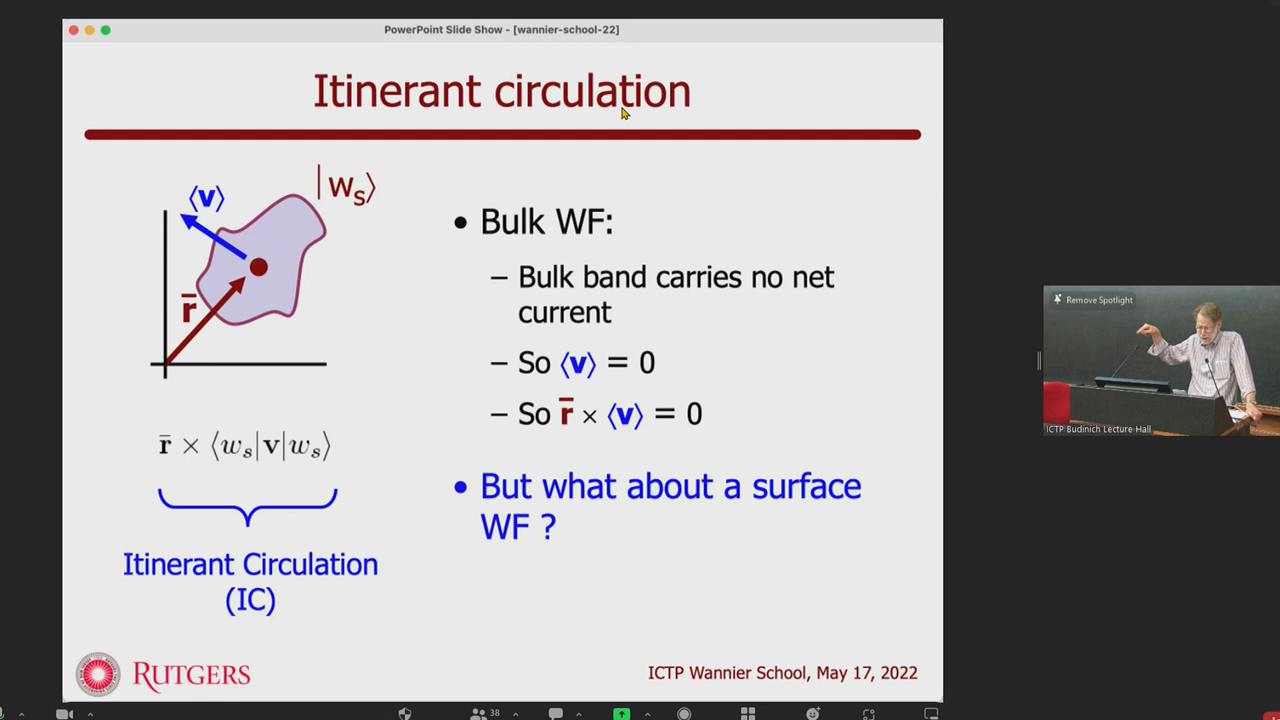 PowerPoint Slide Show - [wannier-school-22]
Itinerant circulation
|w_s⟩
⟨v⟩
r̄
• Bulk WF:
– Bulk band carries no net
current
– So ⟨v⟩ = 0
– So r̄ × ⟨v⟩ = 0
r̄ × ⟨w_s|v|w_s⟩
• But what about a surface
WF ?
Itinerant Circulation
(IC)
RUTGERS
ICTP Wannier School, May 17, 2022
Remove Spotlight
ICTP Budinich Lecture Hall
38